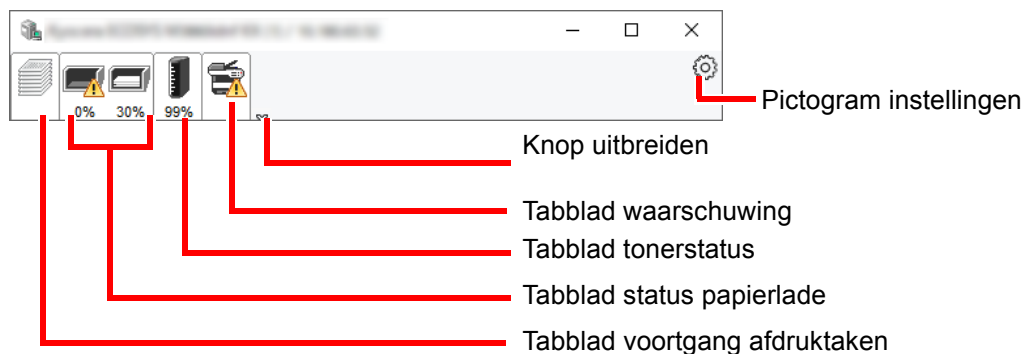 0% 30% 99%
Pictogram instellingen
Knop uitbreiden
Tabblad waarschuwing
Tabblad tonerstatus
Tabblad status papierlade
Tabblad voortgang afdruktaken